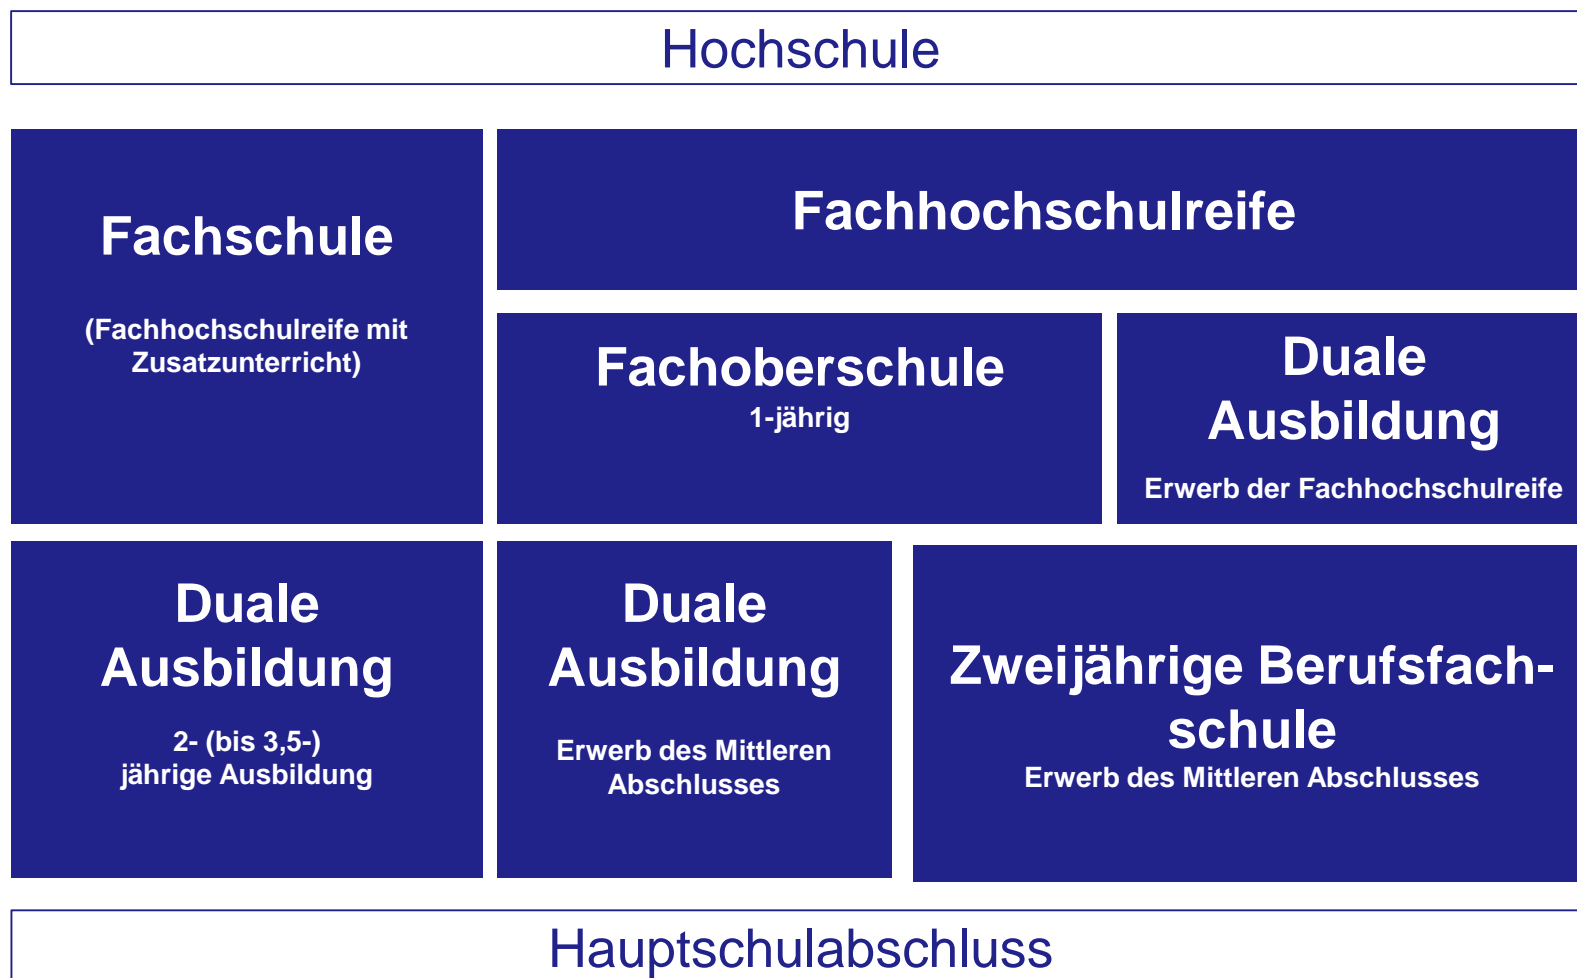 Hochschule
Fachschule
(Fachhochschulreife mit
Zusatzunterricht)
Fachhochschulreife
Fachoberschule
1-jährig
Duale
Ausbildung
Erwerb der Fachhochschulreife
Duale
Ausbildung
2- (bis 3,5-)
jährige Ausbildung
Duale
Ausbildung
Erwerb des Mittleren
Abschlusses
Zweijährige Berufsfach-
schule
Erwerb des Mittleren Abschlusses
Hauptschulabschluss